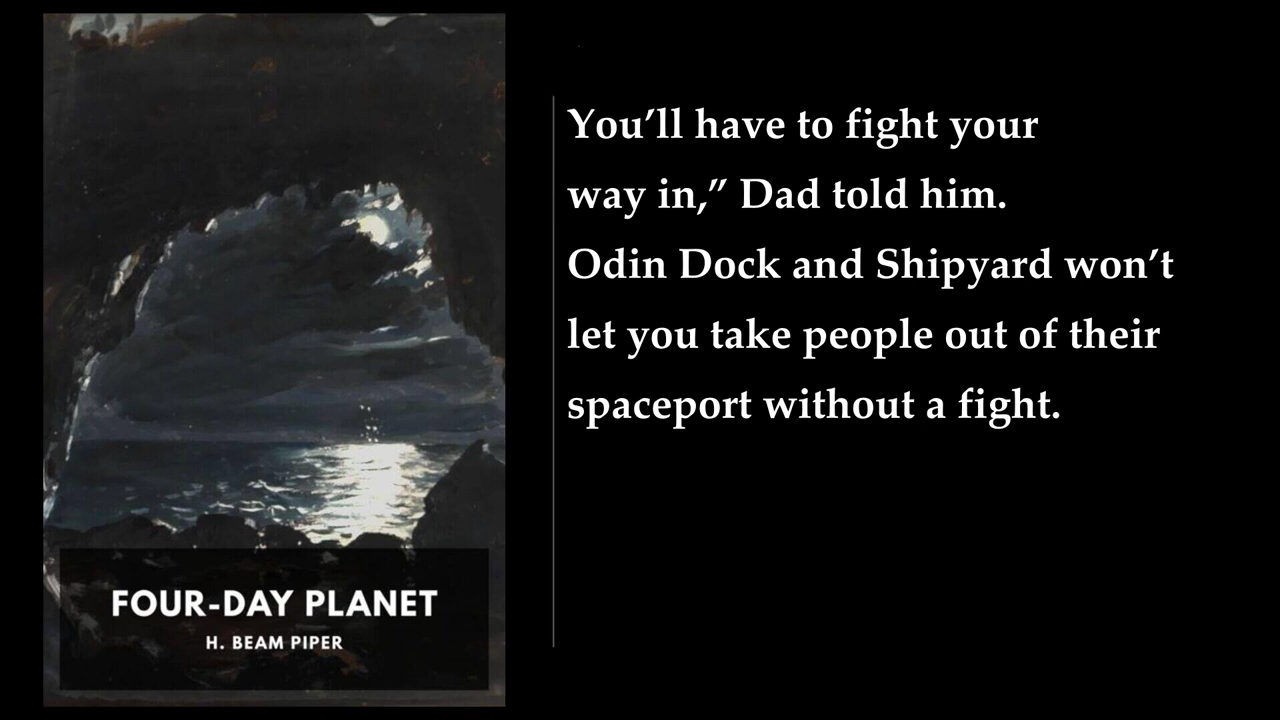 FOUR-DAY PLANET
H. BEAM PIPER
You’ll have to fight your
way in,” Dad told him.
Odin Dock and Shipyard won’t
let you take people out of their
spaceport without a fight.